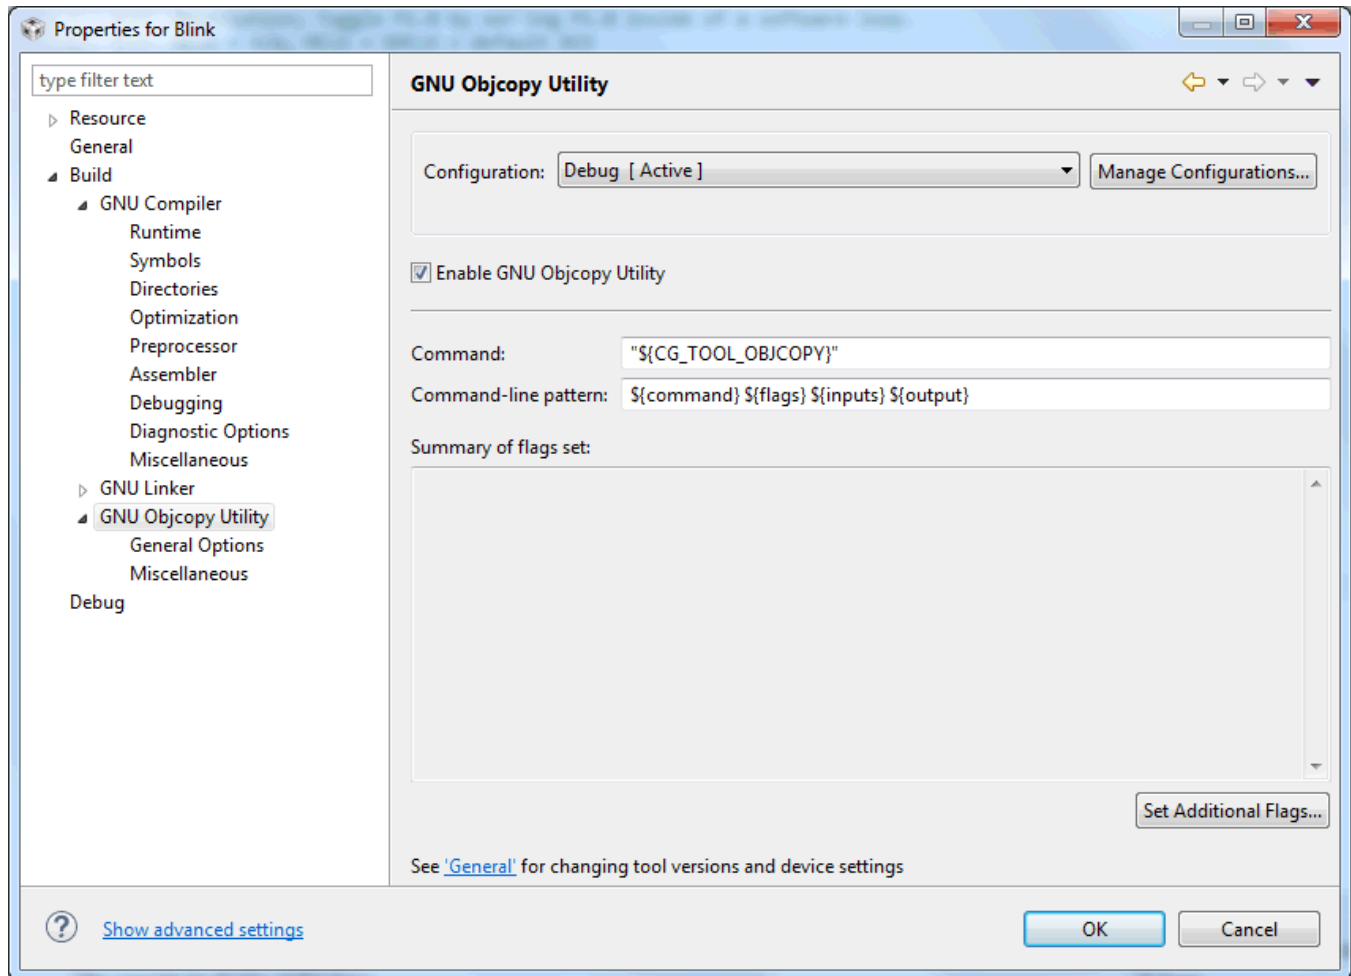 Properties for Blink
type filter text
GNU Objcopy Utility
Resource
General
Build
GNU Compiler
Runtime
Symbols
Directories
Optimization
Preprocessor
Assembler
Debugging
Diagnostic Options
Miscellaneous
GNU Linker
GNU Objcopy Utility
General Options
Miscellaneous
Debug
Configuration: Debug [ Active ] Manage Configurations...
Enable GNU Objcopy Utility
Command: "${CG_TOOL_OBJCOPY}"
Command-line pattern: ${command} ${flags} ${inputs} ${output}
Summary of flags set:
Set Additional Flags...
See 'General' for changing tool versions and device settings
? Show advanced settings
OK Cancel